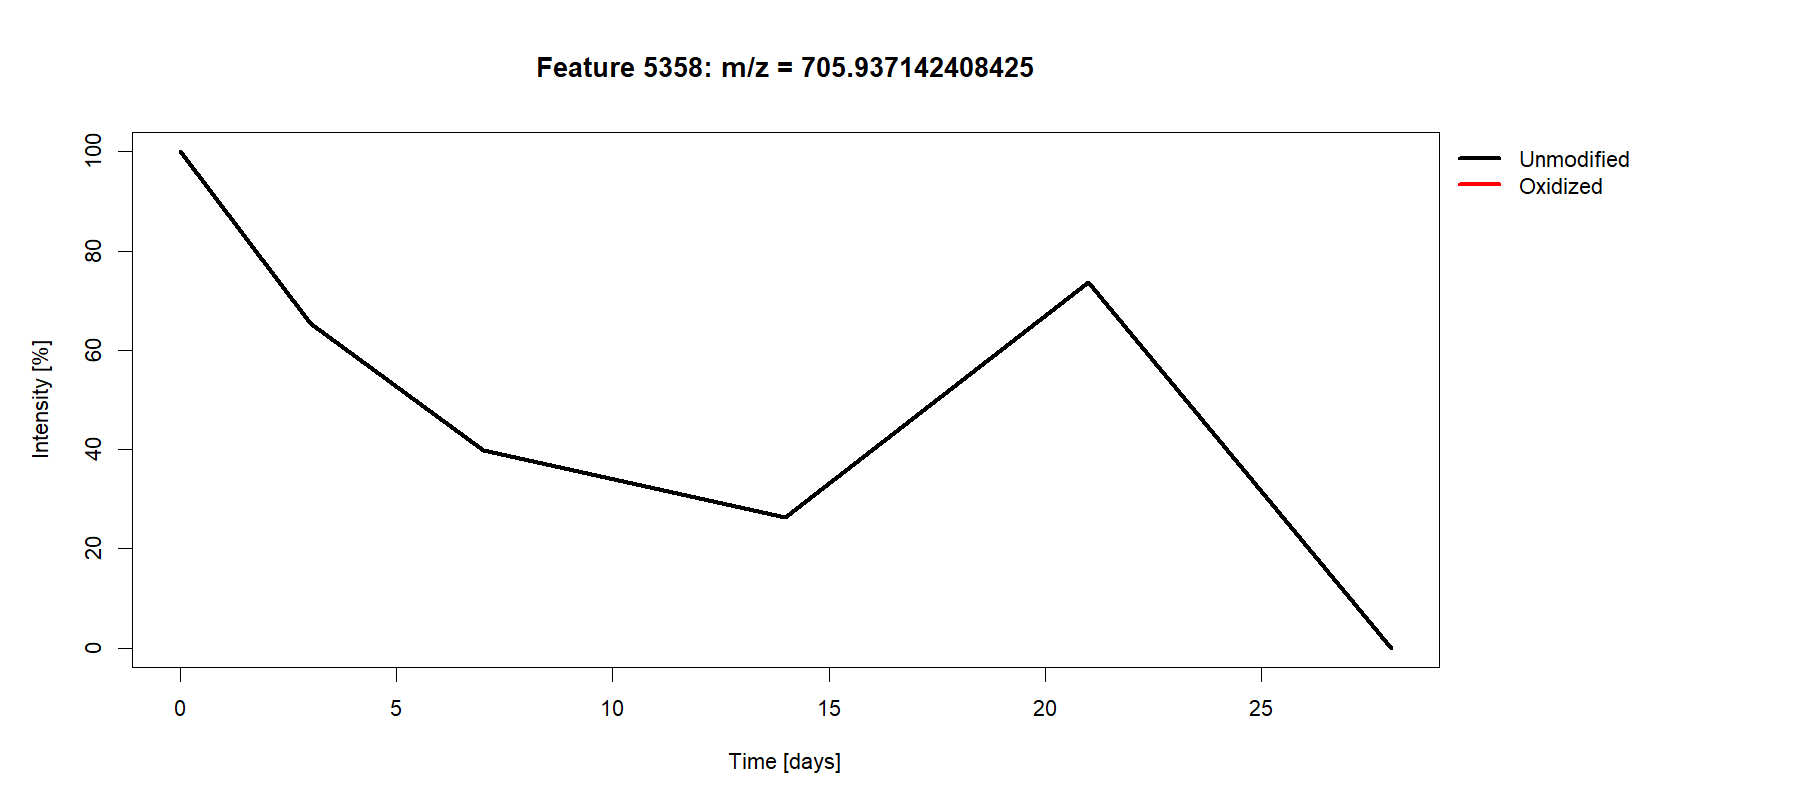 Feature 5358: m/z = 705.937142408425
Unmodified
Oxidized
Intensity [%]
100
80
60
40
20
0
0 5 10 15 20 25
Time [days]